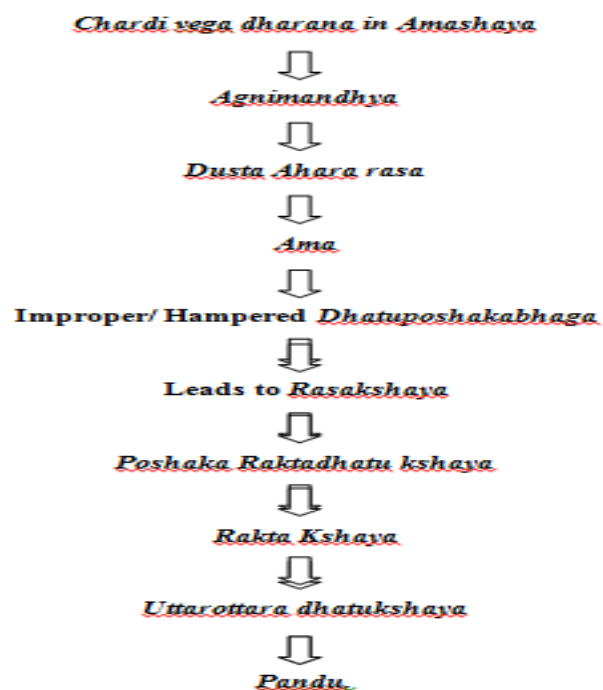 Chardi vega dharana in Amashaya
Agnimandhya
Dusta Ahara rasa
Ama
Improper/ Hampered Dhatuposhakabhaga
Leads to Rasakshaya
Poshaka Raktadhatu kshaya
Rakta Kshaya
Uttarottara dhatukshaya
Pandu.